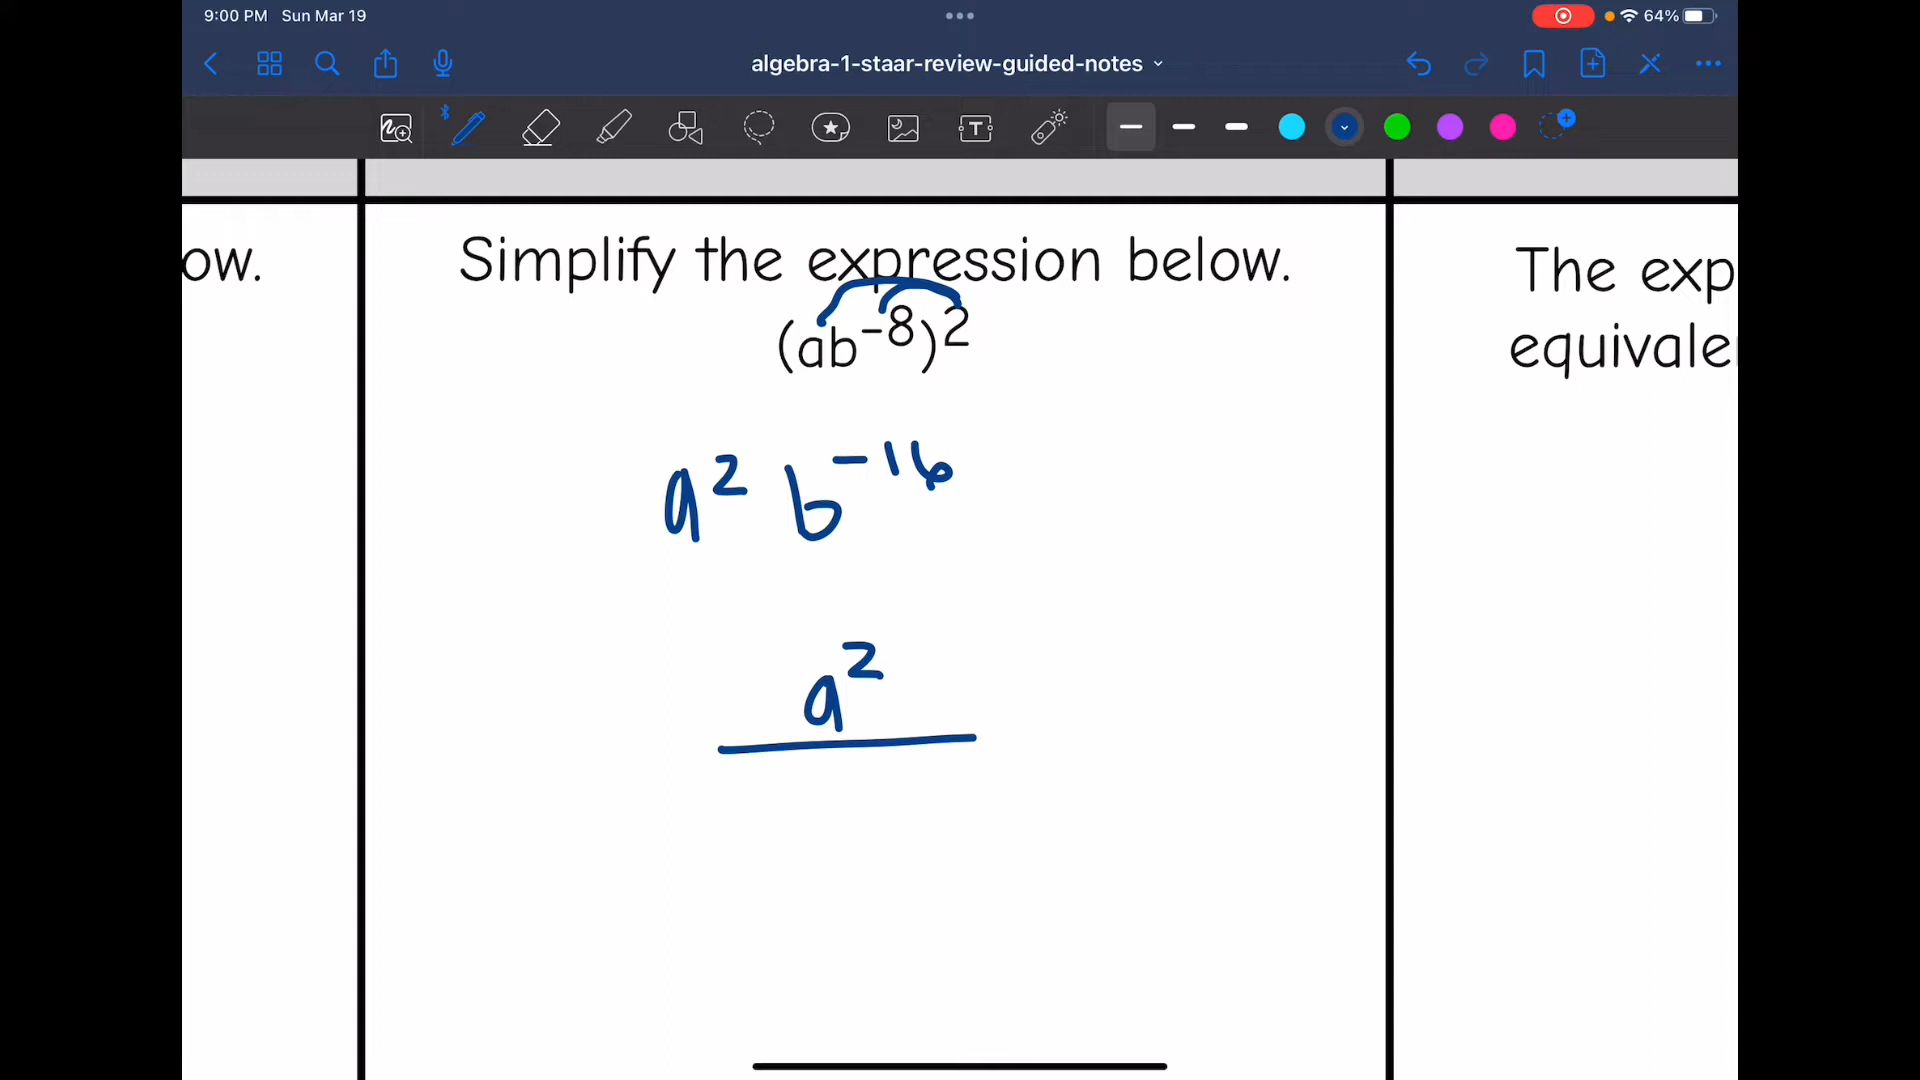 9:00 PM Sun Mar 19
64%
algebra-1-staar-review-guided-notes
ow.
Simplify the expression below.
(ab⁻⁸)²
The exp
equivale
a² b⁻¹⁶
a²